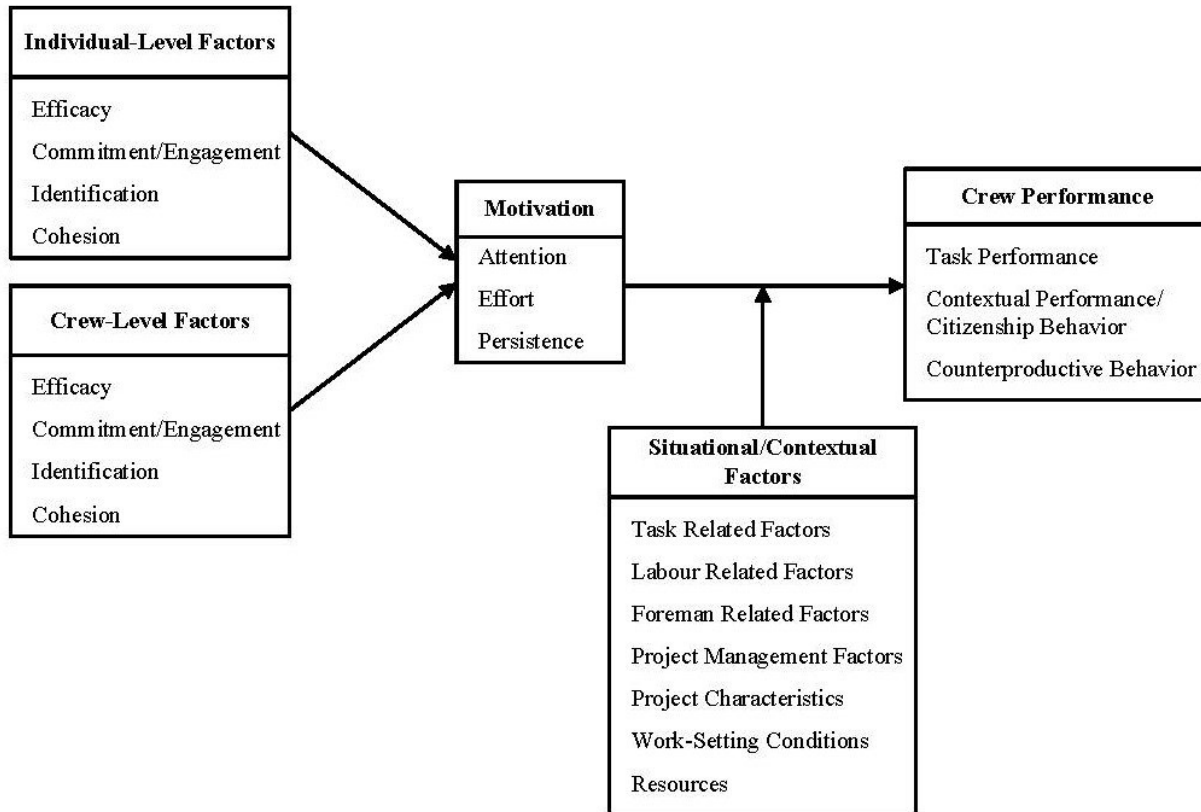 Individual-Level Factors
Efficacy
Commitment/Engagement
Identification
Cohesion
Crew-Level Factors
Efficacy
Commitment/Engagement
Identification
Cohesion
Motivation
Attention
Effort
Persistence
Crew Performance
Task Performance
Contextual Performance/
Citizenship Behavior
Counterproductive Behavior
Situational/Contextual
Factors
Task Related Factors
Labour Related Factors
Foreman Related Factors
Project Management Factors
Project Characteristics
Work-Setting Conditions
Resources